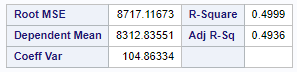 Root MSE 8717.11673 R-Square 0.4999
Dependent Mean 8312.83551 Adj R-Sq 0.4936
Coeff Var 104.86334